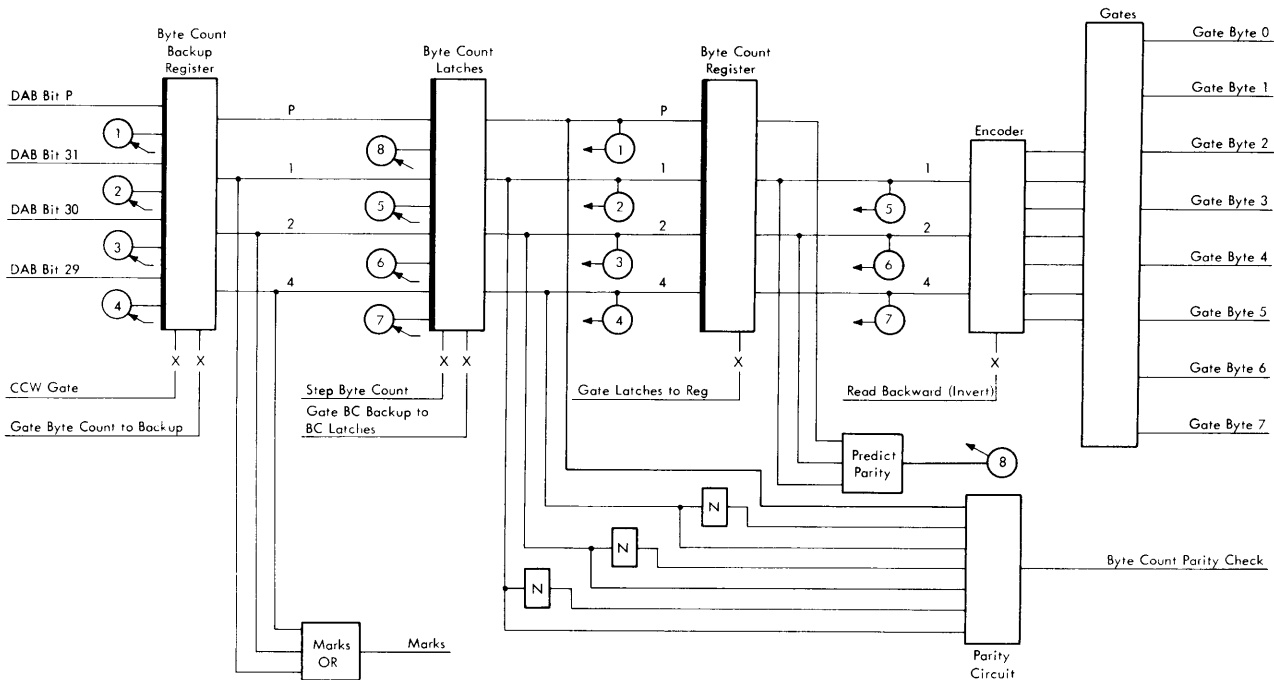 Gates
Byte Count
Backup
Register
Byte Count
Latches
Byte Count
Register
Encoder
Gate Byte 0
Gate Byte 1
Gate Byte 2
Gate Byte 3
Gate Byte 4
Gate Byte 5
Gate Byte 6
Gate Byte 7
DAB Bit P
1
DAB Bit 31
2
DAB Bit 30
3
DAB Bit 29
4
P
1
2
4
8
5
6
7
P
1
1
2
2
3
4
4
1
5
2
6
4
7
X X
CCW Gate
Gate Byte Count to Backup
X X
Step Byte Count
Gate BC Backup to
BC Latches
X
Gate Latches to Reg
X
Read Backward (Invert)
Predict
Parity
8
N
N
N
Byte Count Parity Check
Parity
Circuit
Marks
OR
Marks